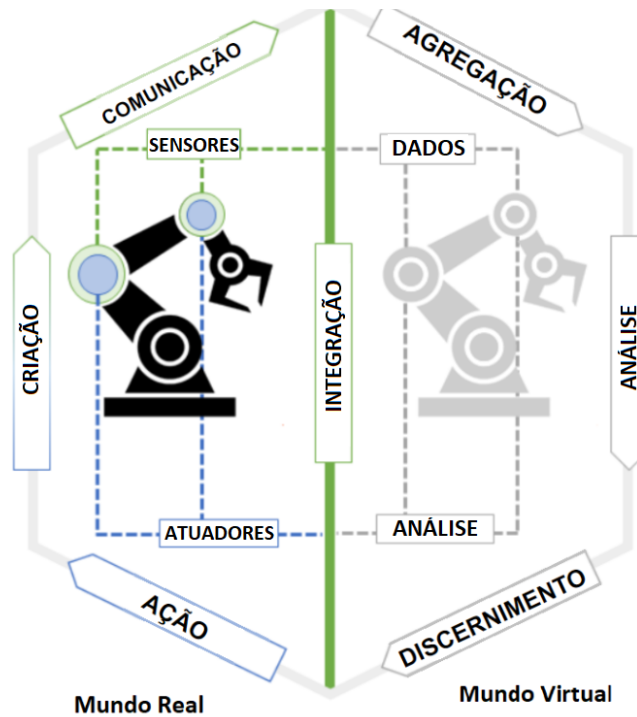 COMUNICAÇÃO
AGREGAÇÃO
SENSORES
DADOS
CRIAÇÃO
INTEGRAÇÃO
ANÁLISE
ATUADORES
ANÁLISE
AÇÃO
DISCERNIMENTO
Mundo Real
Mundo Virtual